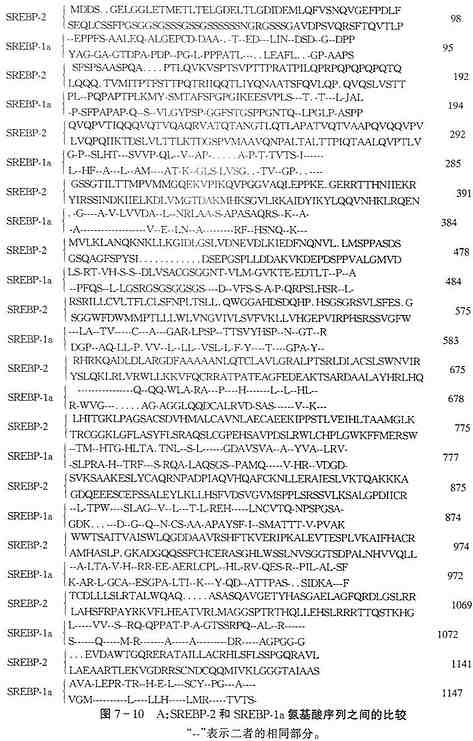 SREBP-2 MDDS. .GELGGLETMETLTELGDELTLGDIDEMLQFVSNQVGEFPDLF
SEQLCSSFPGSGGSGSSSGSSGSSSSSSNGRGSSSGAVDPSVQRSFTQVTLP 98
SREBP-1a --EPPFS-AALEQ-ALGEPCD-DAA-.-T--ED--LIN--DSD-G--DPP
YAG-GA-GTDPA-PDP--PG-L-PPPATL...LEAFL..GP-AAPS 95
SREBP-2 SFSPSAASPQA....PTLQVKVSPTSVPTTPRATPILQPRPQPQPQPQTQ
LQQQ.TVMITPTFSTTPQTRIIQQTLIYQNAATSFQVLQP.QVQSLVSTT 192
SREBP-1a PL--PQPAPTPLKMY-SMTAFSPGPGIKEESVPLS--T.-T---L-JAL
P-SFPAPAP-Q--S--VLGYPSP-GGFSTGSPPGNTQ--LPGLP-ASPP 194
SREBP-2 QVQPVTIQQQVQTVQAQRVATQTANGTLQTLAPATVQTVAAPQVQQVPV
LVQPQIIKTDSLVLTTLKTDGSPVMAAVQNPALTALTTPIQTAALQVPTLV 292
SREBP-1a G-P--SLHT---SVVP-QL--V--AP-...A-P-T-TVTS-I------
L--HF--A---L--AM----AT-K-GLS-LVSG...TV--GP-... 285
SREBP-2 GSSGTILTTMPVMMGQEKVPIKQVPGGVAQLEPPKE.GERRTTHNIIEKR
YIRSSINDKIIELKDLVMGTDAKMHKSGVLRKAIDYIKYLQQVNHKLRQEN 391
SREBP-1a .-G----A-V-LVVDA-L--NRLAA-S-APASAQRS--K--A-
-A---------------V--E--LN--A--------RF--HSNQ--K--- 384
SREBP-2 MVLKLANQKNKLLKGIDLGSLVDNEVDLKIEDFNQNVL.LMSPPASDS
GSQAGFSPYSI..........DSEPGSPLLDDAKVKDEPDSPPVALGMVD 478
SREBP-1a LS-RT-VH-S-S--DLVSACGSGGNT-VLM-GVKTE-EDTLT--P--A
--PFQS--L-GSRGSGSGGSGS---D--VFS-S-A-P-QRPSLHSR--L- 484
SREBP-2 RSRILLCVLTFLCLSFNPLTSLL.QWGGAHDSDQHP.HSGSGRSVLSFES.G
SGGWFDWMMPTLLLWLVNGVIVLSVFVKLLVHGEPVIRPHSRSSVGFW 575
SREBP-1a ---LA--TV----C--A---GAR-LPSP--TTSVYHSP--NG-T--R
DGP--AQ-LL-P.VV--L--LL--VSL-L-F--Y----T----GPA-Y-- 583
SREBP-2 RHRKQADLDLARGDFAAAAANLQTCLAVLGRALPTSRLDLACSLSWNVIR
YSLQKLRLVRWLLKKVFQCRRATPATEAGFEDEAKTSARDAALAYHRLHQ 675
SREBP-1a ----------------Q--QQ-WLA-RA---P---H-------L--L---HL--
R-WVG---.....AG-AGGLQQDCALRVD-SAS------V--K--- 678
SREBP-2 LHITGKLPAGSACSDVHMALCAVNLAECAEEKIPPSTLVEIHLTAAMGLK
TRCGGKLGFLASYFLSRAQSLCGPEHSAVPDSLRWLCHPLGWKFFMERSW 775
SREBP-1a --TM--HTG-HLTA.TNL--S-L------GDAVSVA--A--YVA-LRV-
-SLPRA-H--TRF---S-RQA-LAQSGS--PAMQ-----V-HR--VDGD- 777
SREBP-2 SVKSAAKESLYCAQRNPADPIAQVHQAFCKNLLERAIESLVKTQAKKKA
GDQEEESCEFSSALEYLKLLHSFVDSVGVMSPPLSRSSVLKSALGPDIICR 875
SREBP-1a --L-TPW---SLAG--V-L--T-L-REH-----LNCVTQ-NPSPGSA-
GDK...--D-G--Q--N-CS-AA-APAYSF-I--SMATTT-V-PVAK 874
SREBP-2 WWTSAITVAISWLQGDDAAVRSHFTKVERIPKALEVTESPLVKAIFHACR
AMHASLP.GKADGQQSSFCHCERASGHLWSSLNVSGGTSDPALNHVVQLL 974
SREBP-1a --A-LTA-V-H--RR-EE-AERLCPL--HL-RV-QES-R--PIL-AL-SF
K-AR-L-GCA--ESGPA-LTI--K---Y-QD--ATTPAS...SIDKA---F 972
SREBP-2 TCDLLLSLRTALWQAQ....ASASQAVGETYHASGAELAGFQRDLGSLRR
LAHSFRPAYRKVFLHEATVRLMAGGSPTRTHQLLEHSLRRRTTQSTKHG 1069
SREBP-1a L-----VV--S--RQ-QPPAT-P-A-GTSSRPQ--AL--R------
S------Q----M-R-------A------A--------DR----AGPGG-G 1072
SREBP-2 ...EVDAWTGQRERATAILLACRHLSFLSSPGQRAVL
LAEAARTLEKVGDRRSCNDCQQMIVKLGGGTAIAAS 1141
SREBP-1a AVA-LEPR-TR--H-E-L---SCY--PG---A----
VGM---------L----LLH-----LMR----TVTS- 1147
图 7-10 A:SREBP-2 和 SREBP-1a 氨基酸序列之间的比较
"--"表示二者的相同部分。